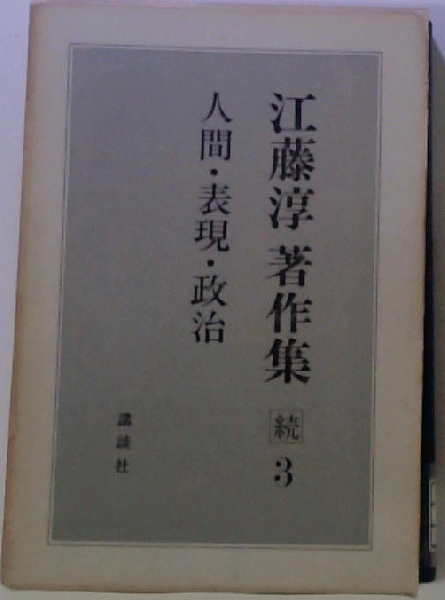 江藤淳著作集 続 3
人間・表現・政治
講談社